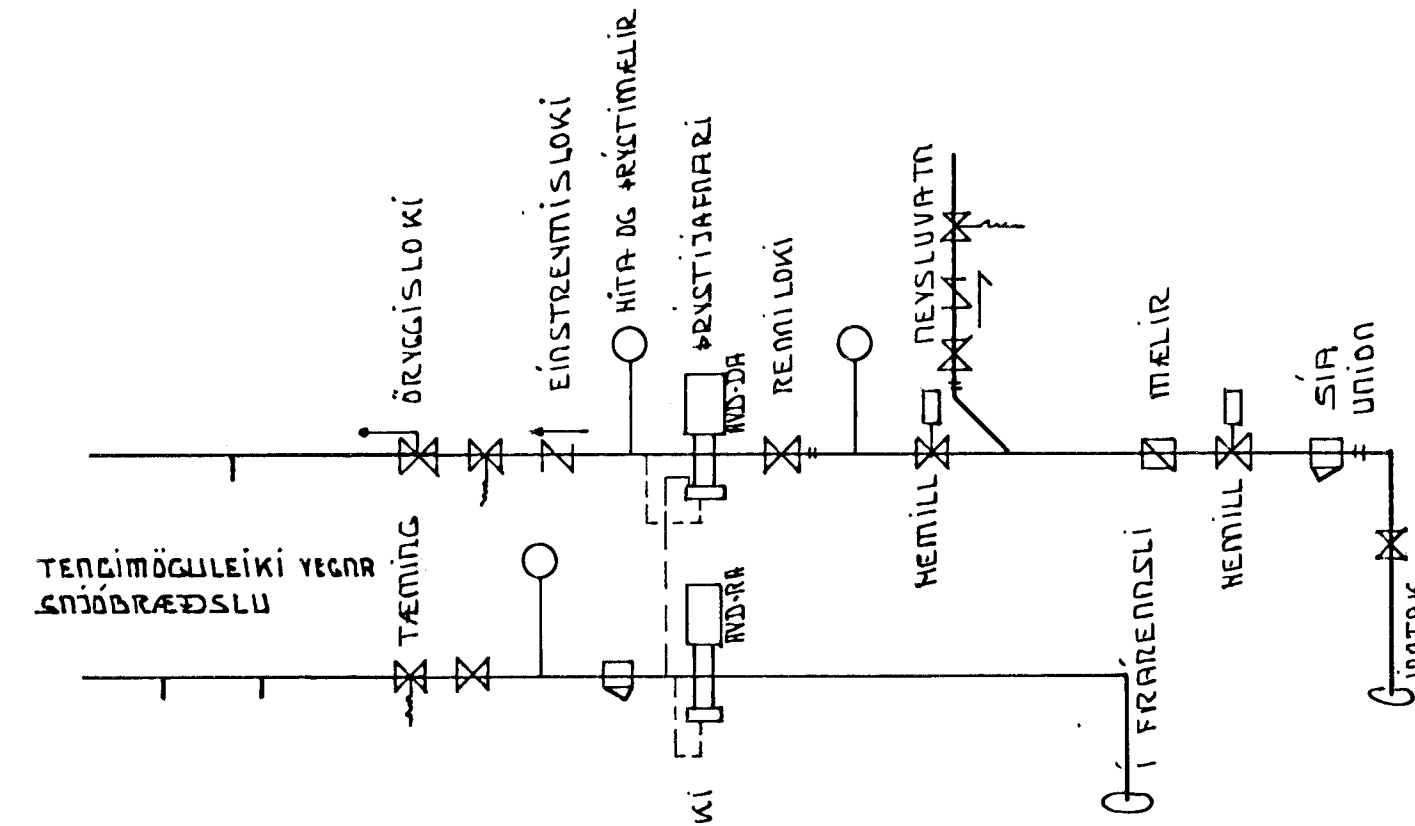 ÖRYGGISLOKI
EINSTREYMISLOKI
HITA OG ÞRÝSTIMÆLIR
ÞRÝSTIJAFNARI
AVD-DA
RENNILOKI
NEYSLUVATN
HEMILL
MÆLIR
HEMILL
SÍA
UNION
TENGIMÖGULEIKI VEGNA
SNJÓBRÆÐSLU
TÆMING
AVD-RA
Í FRÁRENNSLI
KI